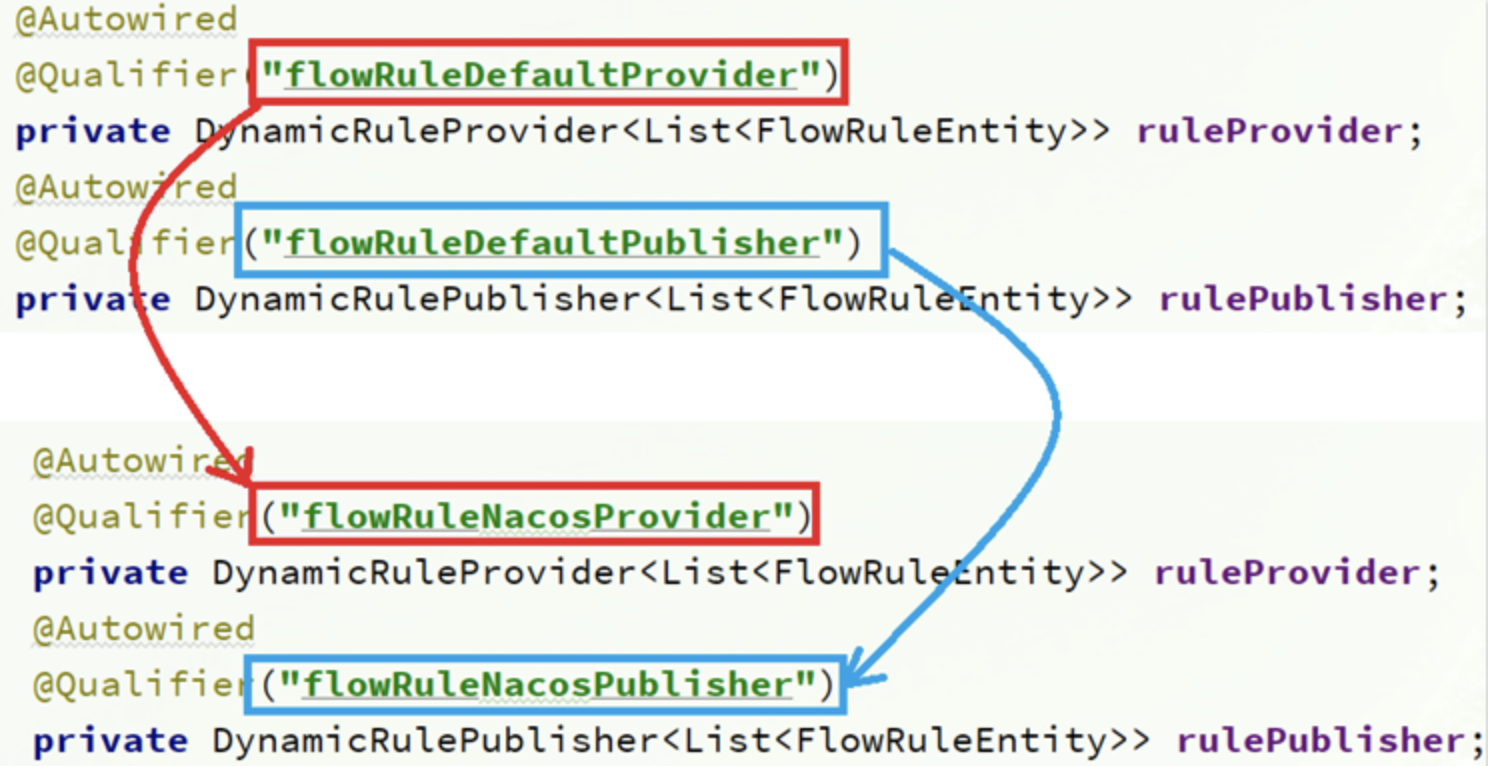 @Autowired
@Qualifier("flowRuleDefaultProvider")
private DynamicRuleProvider<List<FlowRuleEntity>> ruleProvider;
@Autowired
@Qualifier("flowRuleDefaultPublisher")
private DynamicRulePublisher<List<FlowRuleEntity>> rulePublisher;
@Autowired
@Qualifier("flowRuleNacosProvider")
private DynamicRuleProvider<List<FlowRuleEntity>> ruleProvider;
@Autowired
@Qualifier("flowRuleNacosPublisher")
private DynamicRulePublisher<List<FlowRuleEntity>> rulePublisher;